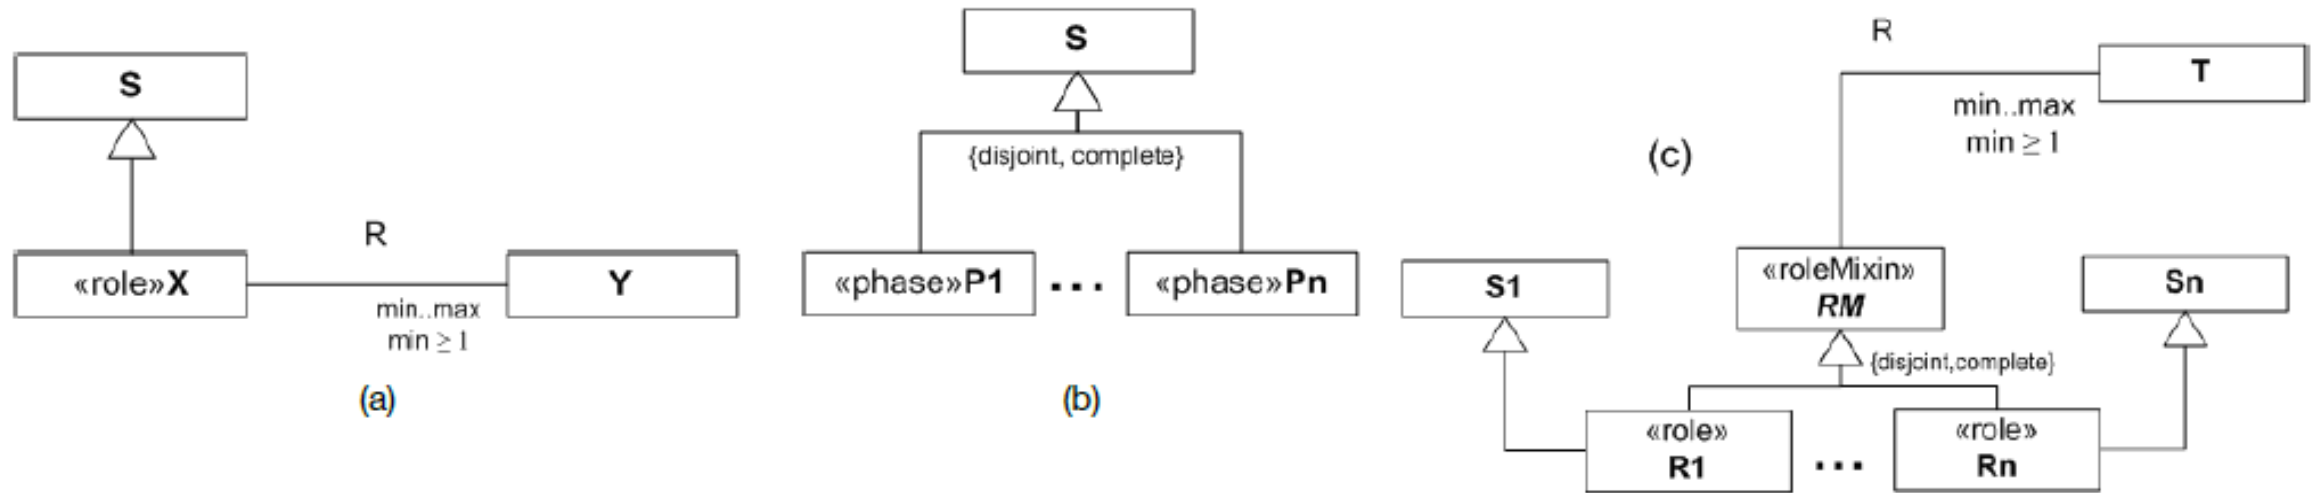 S
«role»X
R
min..max
min ≥ 1
Y
(a)
S
{disjoint, complete}
«phase»P1
...
«phase»Pn
(b)
R
T
min..max
min ≥ 1
(c)
S1
«roleMixin»
RM
Sn
{disjoint,complete}
«role»
R1
...
«role»
Rn